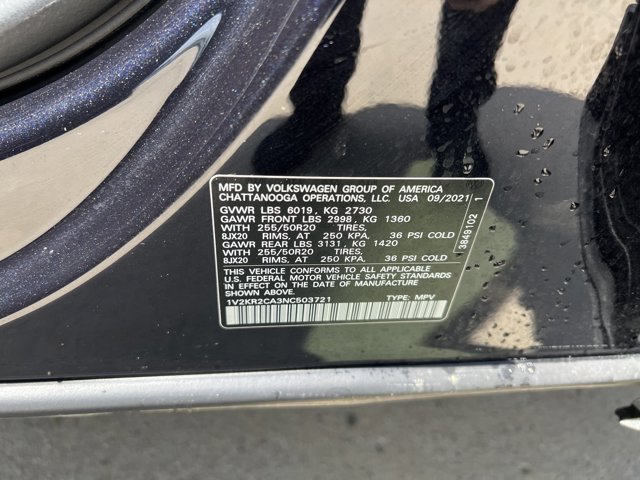 MFD BY VOLKSWAGEN GROUP OF AMERICA
CHATTANOOGA OPERATIONS, LLC. USA 09/2021
GVWR LBS 6019, KG 2730
GAWR FRONT LBS 2998, KG 1360
WITH 255/50R20 TIRES,
8JX20 RIMS, AT 250 KPA, 36 PSI COLD
GAWR REAR LBS 3131, KG 1420
WITH 255/50R20 TIRES,
8JX20 RIMS, AT 250 KPA, 36 PSI COLD
THIS VEHICLE CONFORMS TO ALL APPLICABLE
U.S. FEDERAL MOTOR VEHICLE SAFETY STANDARDS
IN EFFECT ON THE DATE OF MANUFACTURE
SHOWN ABOVE.
1V2KR2CA3NC503721 TYPE: MPV
3849102 1